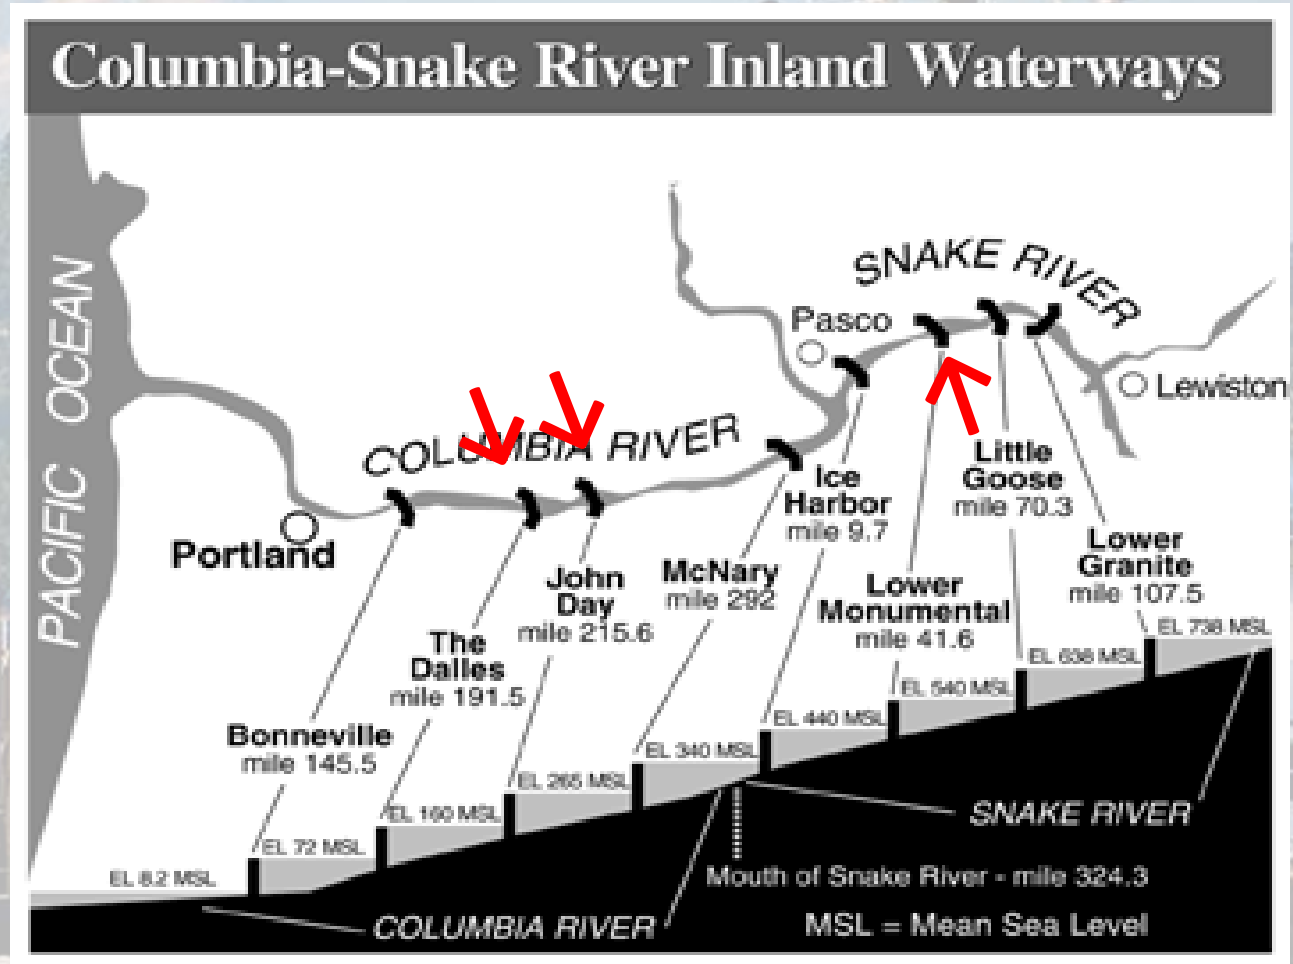 Columbia-Snake River Inland Waterways
PACIFIC OCEAN
SNAKE RIVER
Pasco
Lewiston
COLUMBIA RIVER
Portland
Little
Goose
mile 70.3
Ice
Harbor
mile 9.7
Lower
Granite
mile 107.5
McNary
mile 292
John
Day
mile 215.6
Lower
Monumental
mile 41.6
The
Dalles
mile 191.5
Bonneville
mile 145.5
EL 738 MSL
EL 638 MSL
EL 540 MSL
EL 440 MSL
EL 340 MSL
EL 265 MSL
EL 160 MSL
EL 72 MSL
EL 8.2 MSL
SNAKE RIVER
Mouth of Snake River - mile 324.3
COLUMBIA RIVER
MSL = Mean Sea Level